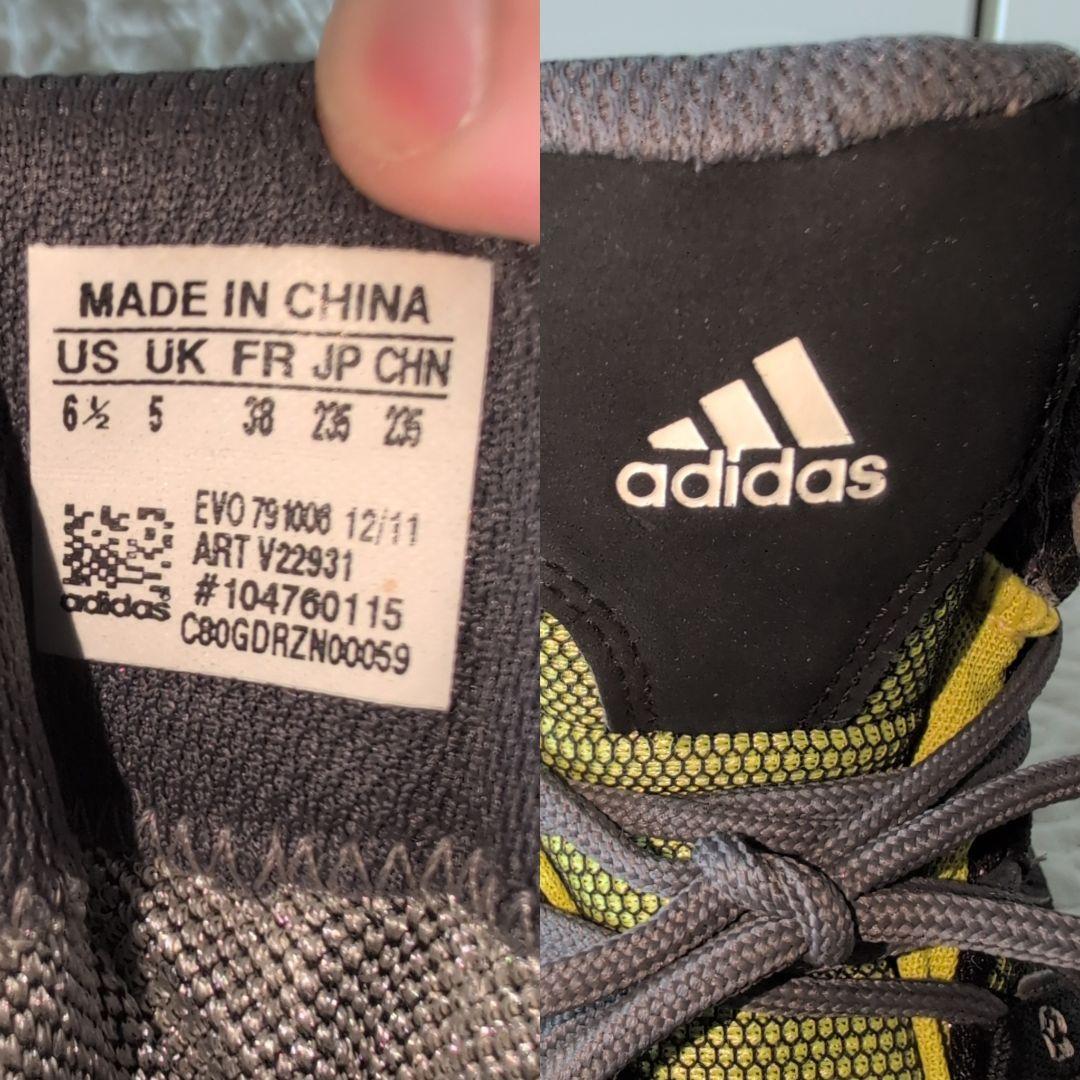 MADE IN CHINA
US UK FR JP CHN
6½ 5 38 235 235
EVO 791006 12/11
ART V22931
#104760115
C80GDRZN00059
adidas
adidas